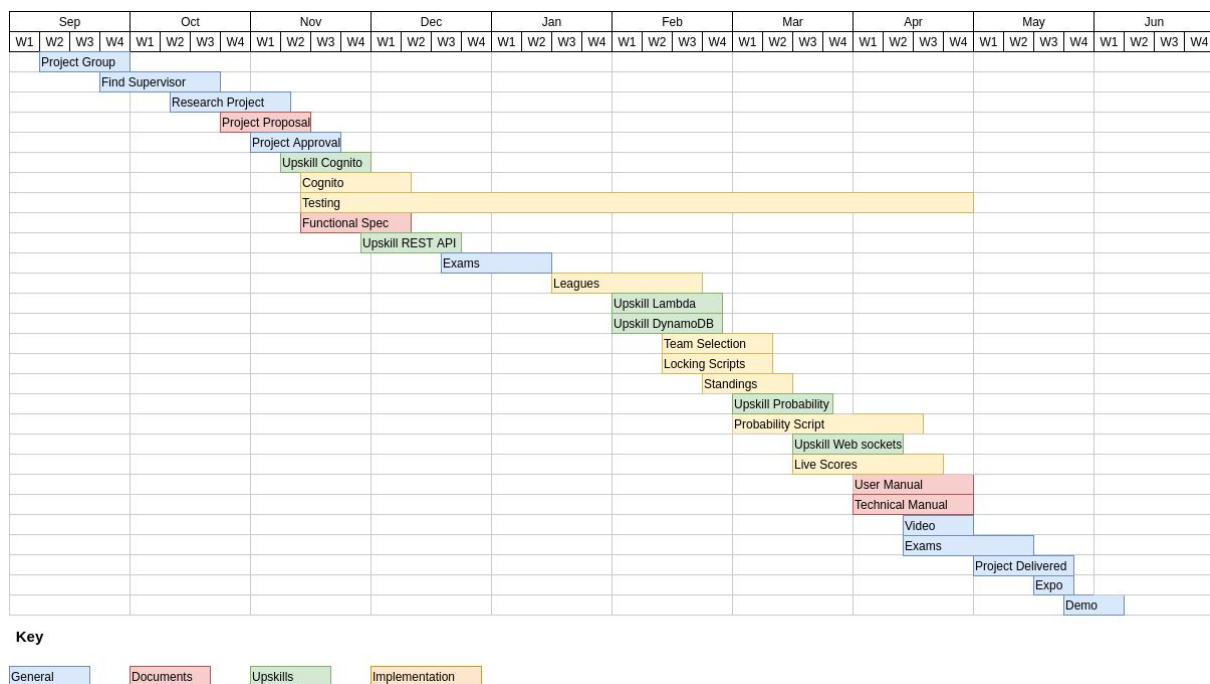 Sep Oct Nov Dec Jan Feb Mar Apr May Jun
W1 W2 W3 W4 W1 W2 W3 W4 W1 W2 W3 W4 W1 W2 W3 W4 W1 W2 W3 W4 W1 W2 W3 W4 W1 W2 W3 W4 W1 W2 W3 W4 W1 W2 W3 W4 W1 W2 W3 W4
Project Group
Find Supervisor
Research Project
Project Proposal
Project Approval
Upskill Cognito
Cognito
Testing
Functional Spec
Upskill REST API
Exams
Leagues
Upskill Lambda
Upskill DynamoDB
Team Selection
Locking Scripts
Standings
Upskill Probability
Probability Script
Upskill Web sockets
Live Scores
User Manual
Technical Manual
Video
Exams
Project Delivered
Expo
Demo
Key
General Documents Upskills Implementation